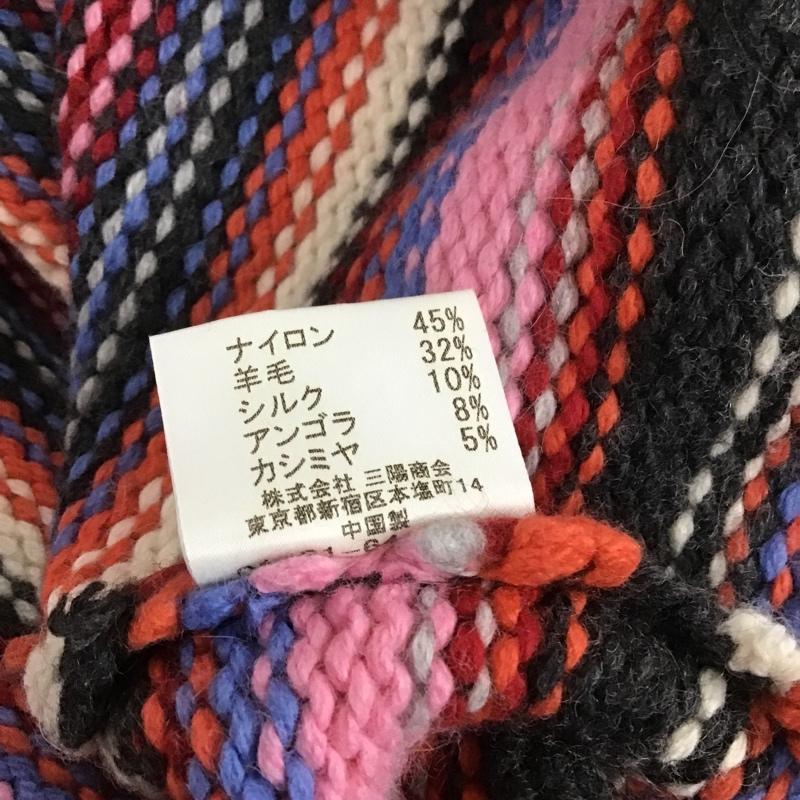 ナイロン 45%
羊毛 32%
シルク 10%
アンゴラ 8%
カシミヤ 5%
株式会社 三陽商会
東京都新宿区本塩町14
中国製